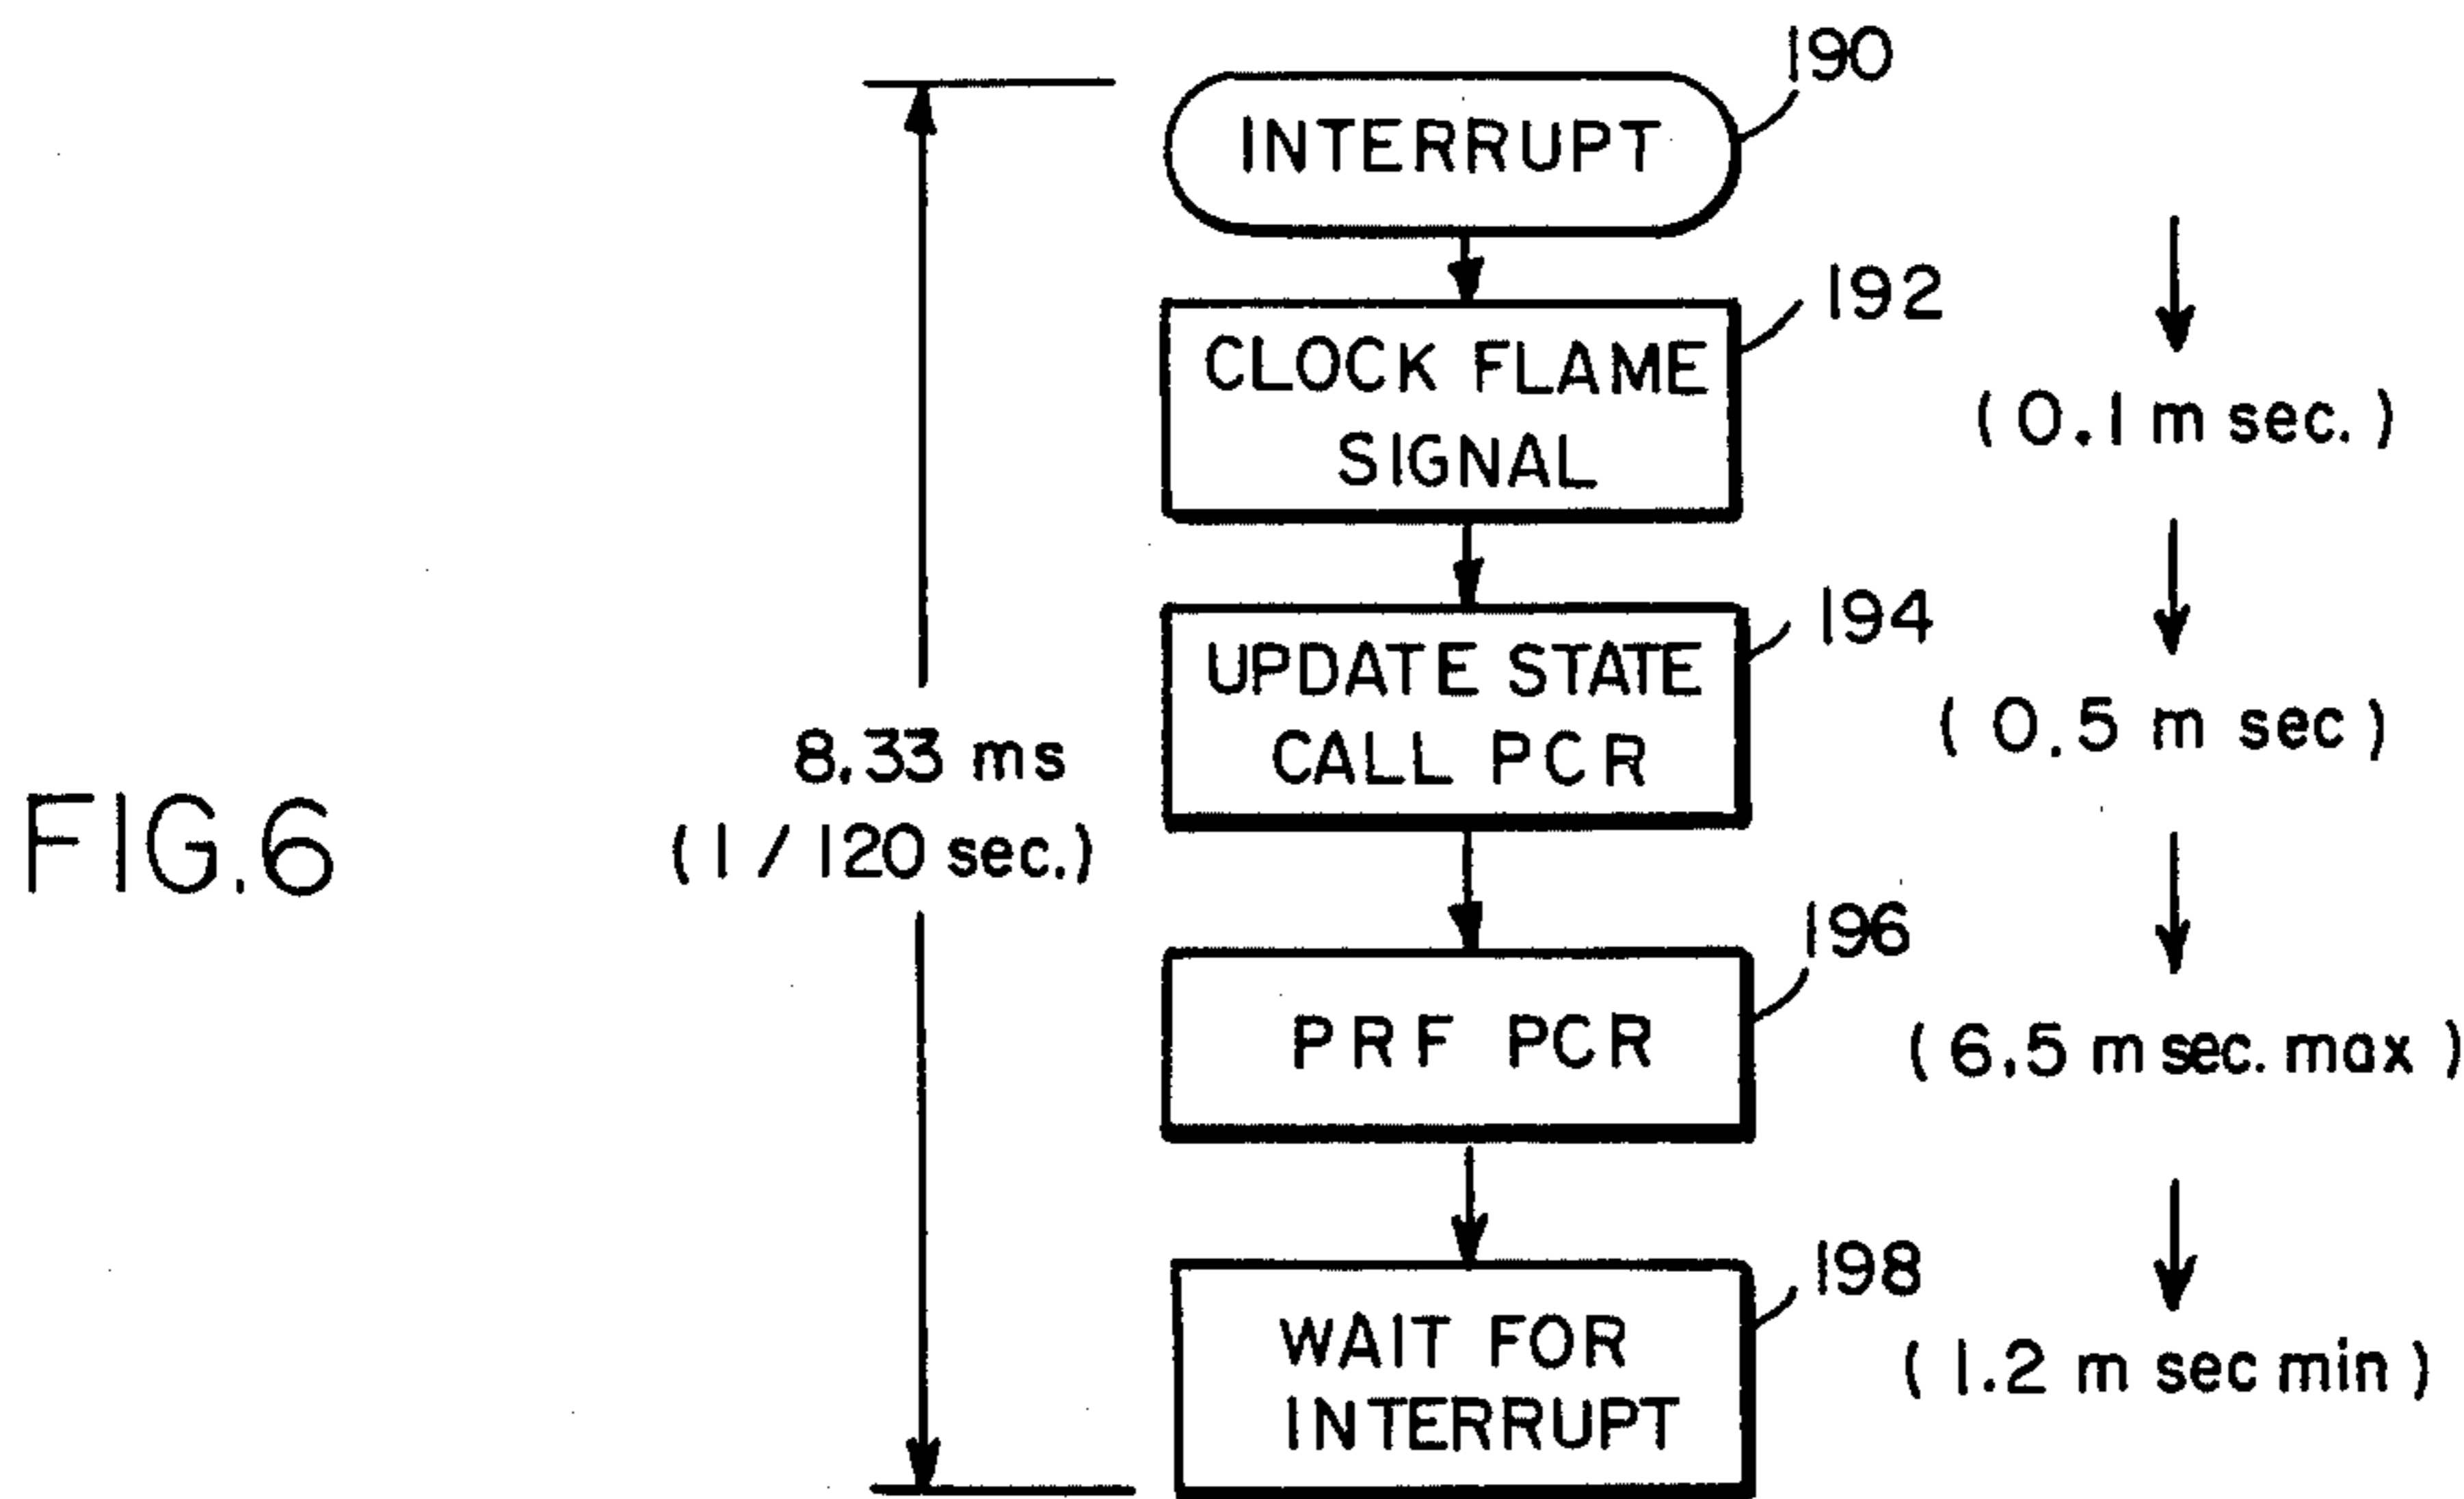 190
INTERRUPT
192
CLOCK FLAME
SIGNAL
(0.1 m sec.)
194
UPDATE STATE
CALL PCR
(0.5 m sec)
8.33 ms
(1/120 sec.)
FIG.6
196
PRF PCR
(6.5 m sec. max)
198
WAIT FOR
INTERRUPT
(1.2 m sec min)